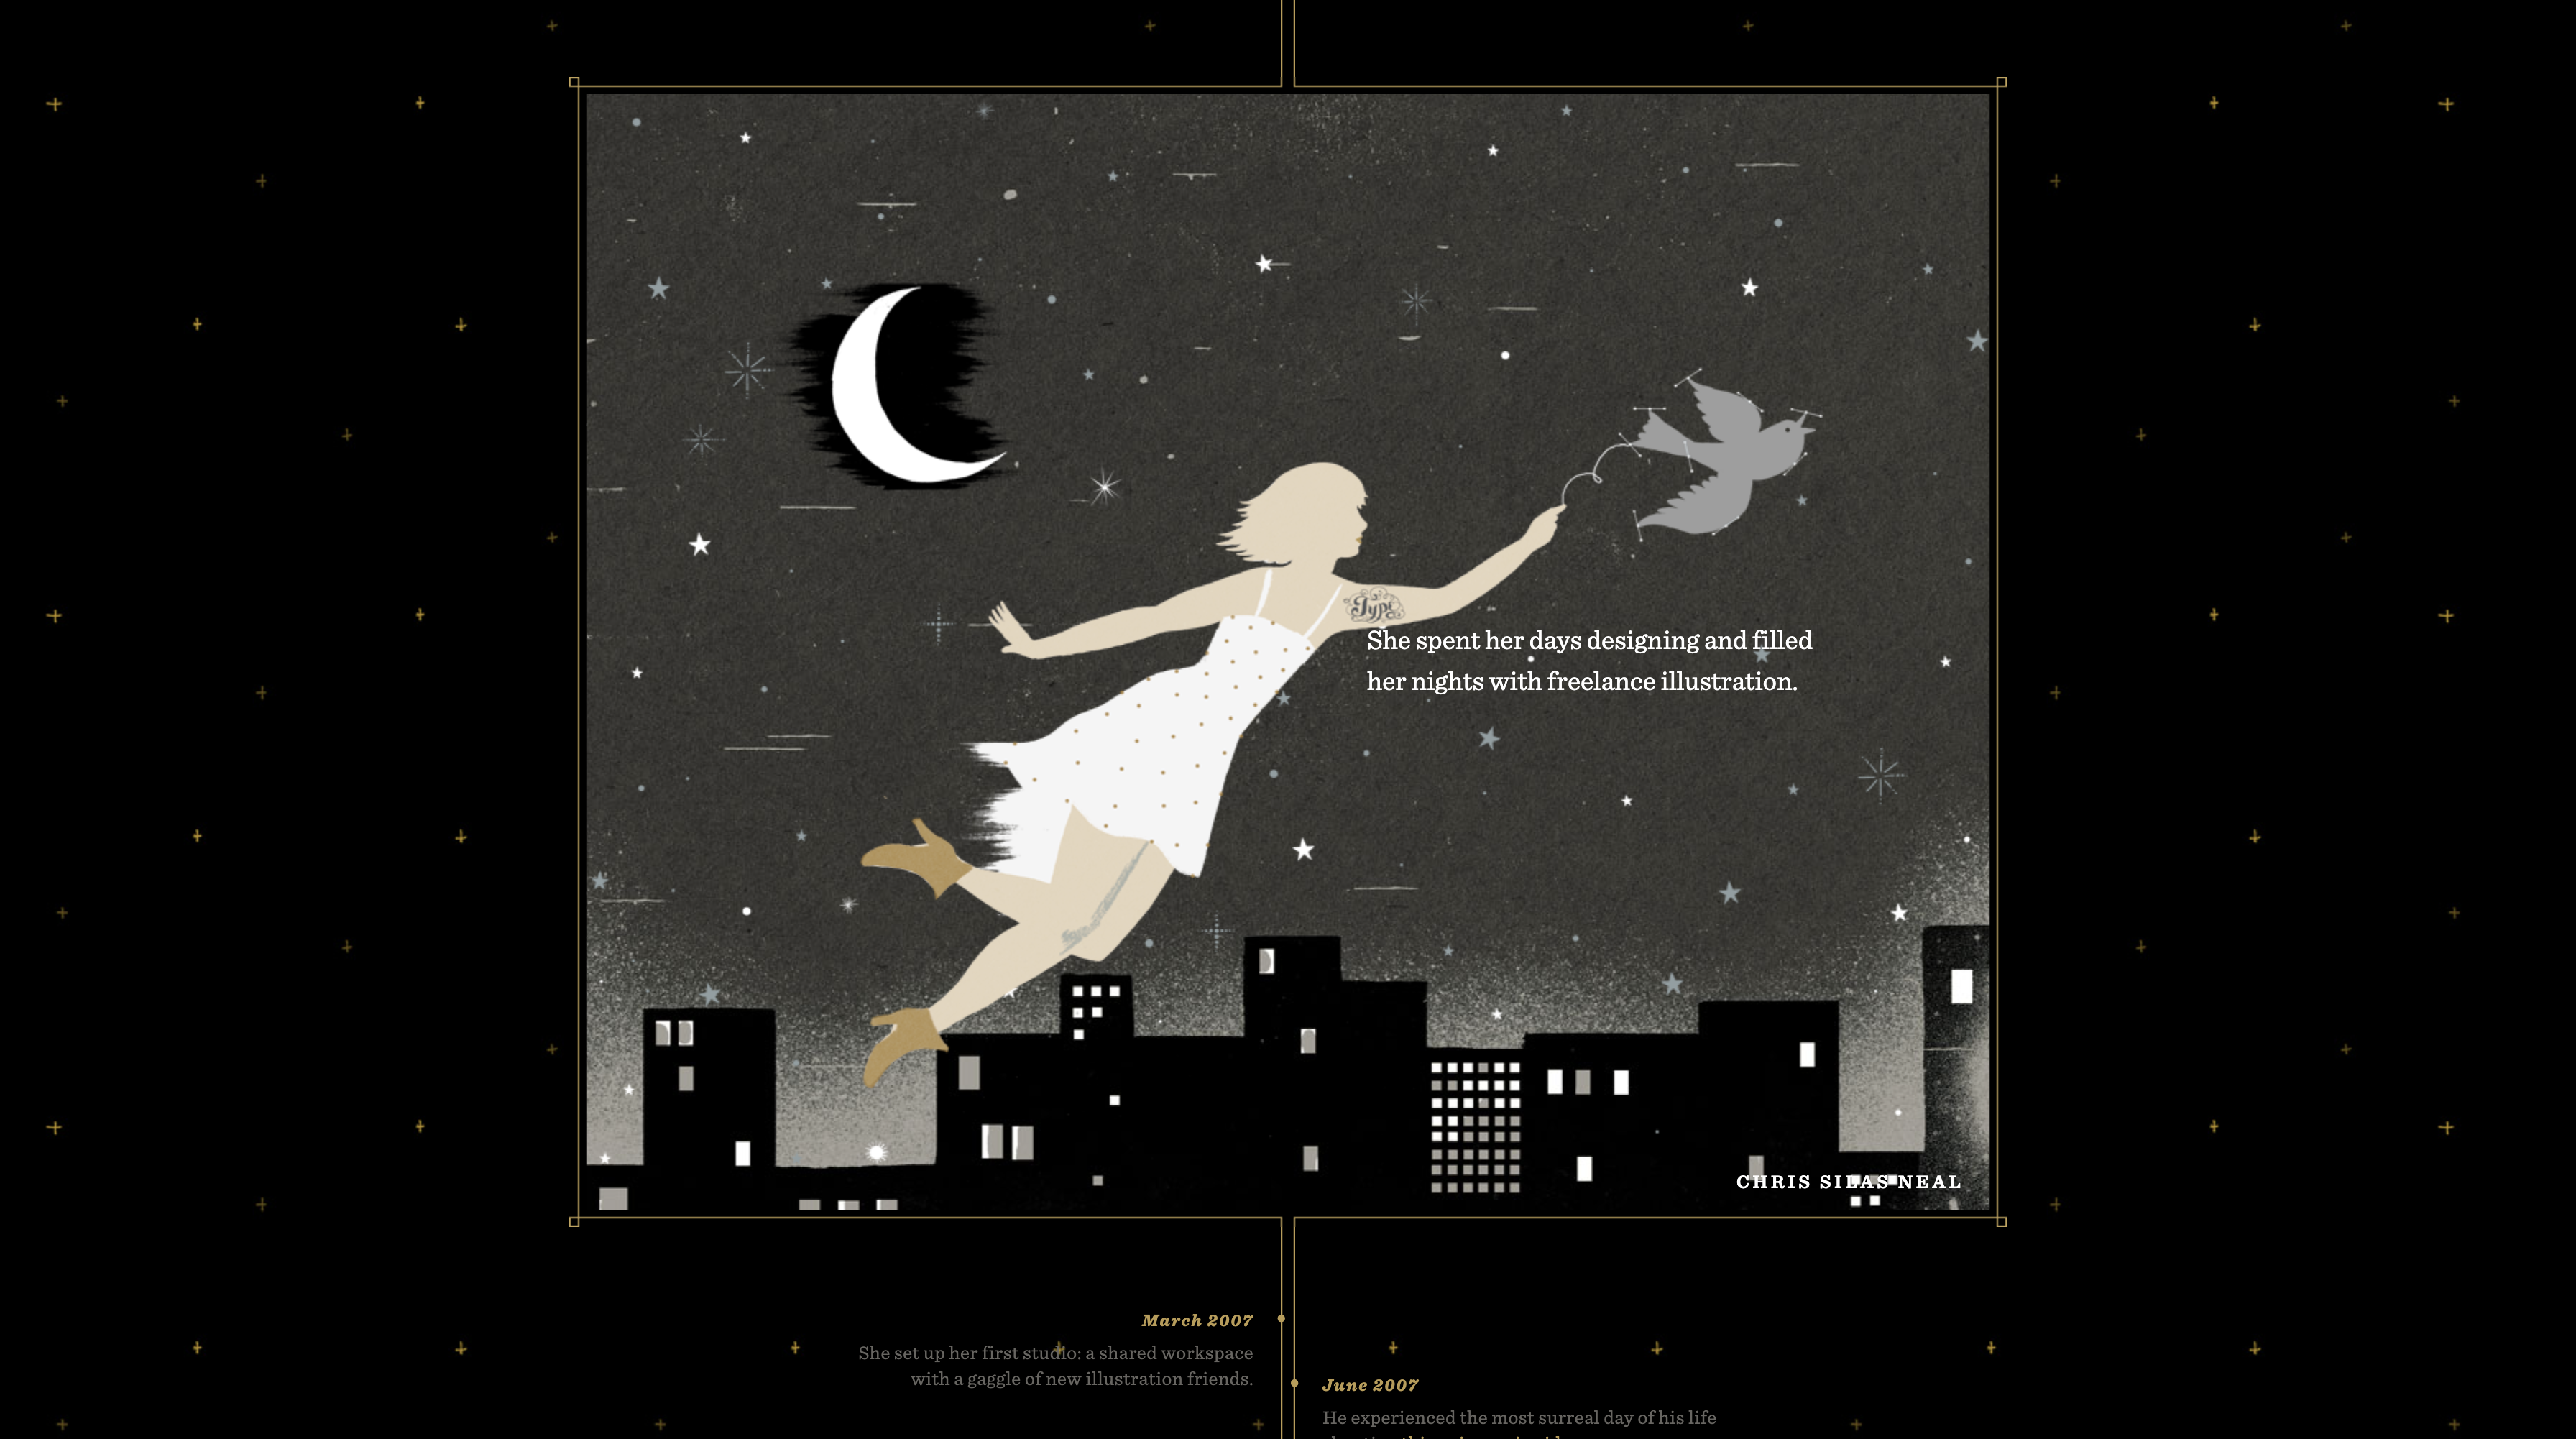 Type
She spent her days designing and filled
her nights with freelance illustration.
CHRIS SILAS NEAL
March 2007
She set up her first studio: a shared workspace
with a gaggle of new illustration friends.
June 2007
He experienced the most surreal day of his life